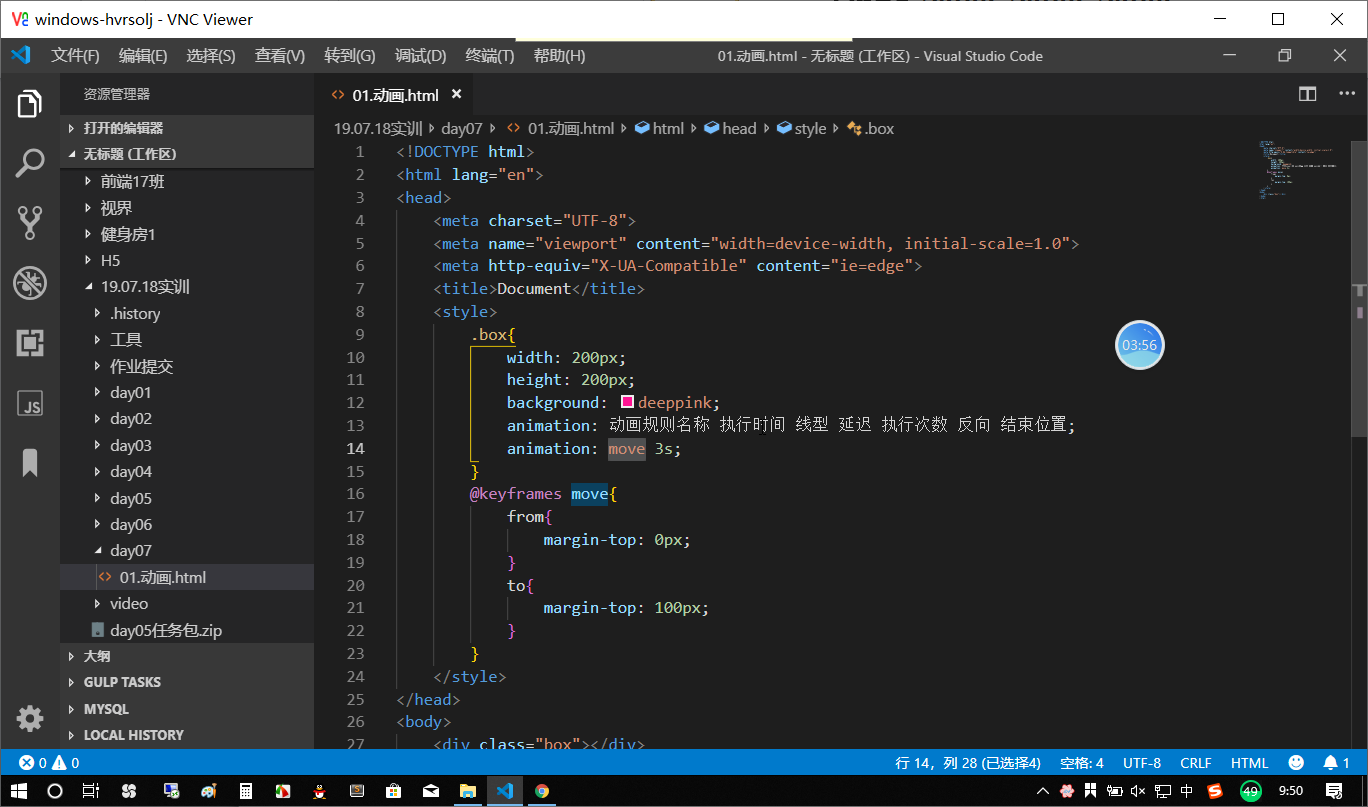 windows-hvrsolj - VNC Viewer
文件(F) 编辑(E) 选择(S) 查看(V) 转到(G) 调试(D) 终端(T) 帮助(H) 01.动画.html - 无标题 (工作区) - Visual Studio Code
资源管理器
01.动画.html
打开的编辑器
19.07.18实训 day07 01.动画.html html head style .box
无标题 (工作区)
前端17班
视界
健身房1
H5
19.07.18实训
.history
工具
作业提交
day01
day02
day03
day04
day05
day06
day07
01.动画.html
video
day05任务包.zip
大纲
GULP TASKS
MYSQL
LOCAL HISTORY
JS
1 <!DOCTYPE html>
2 <html lang="en">
3 <head>
4 <meta charset="UTF-8">
5 <meta name="viewport" content="width=device-width, initial-scale=1.0">
6 <meta http-equiv="X-UA-Compatible" content="ie=edge">
7 <title>Document</title>
8 <style>
9 .box{
10 width: 200px;
11 height: 200px;
12 background: deeppink;
13 animation: 动画规则名称 执行时间 线型 延迟 执行次数 反向 结束位置;
14 animation: move 3s;
15 }
16 @keyframes move{
17 from{
18 margin-top: 0px;
19 }
20 to{
21 margin-top: 100px;
22 }
23 }
24 </style>
25 </head>
26 <body>
27 <div class="box"></div>
03:56
0 0 行 14，列 28 (已选择4) 空格: 4 UTF-8 CRLF HTML 1
中 49 9:50